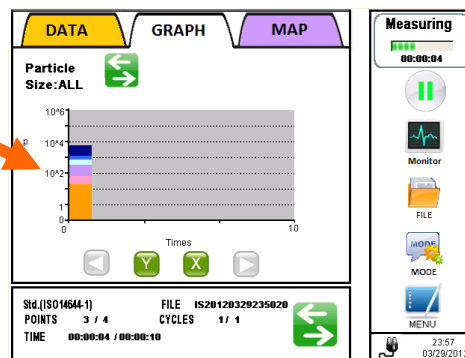 DATA GRAPH MAP
Particle
Size:ALL
10^6
p
10^4
10^2
1
0
0 10
Times
Y X
Std.(ISO14644-1) FILE IS20120329235020
POINTS 3 / 4 CYCLES 1/ 1
TIME 00:00:04 / 00:00:10
Measuring
00:00:04
Monitor
FILE
MODE
MODE
MENU
23:57